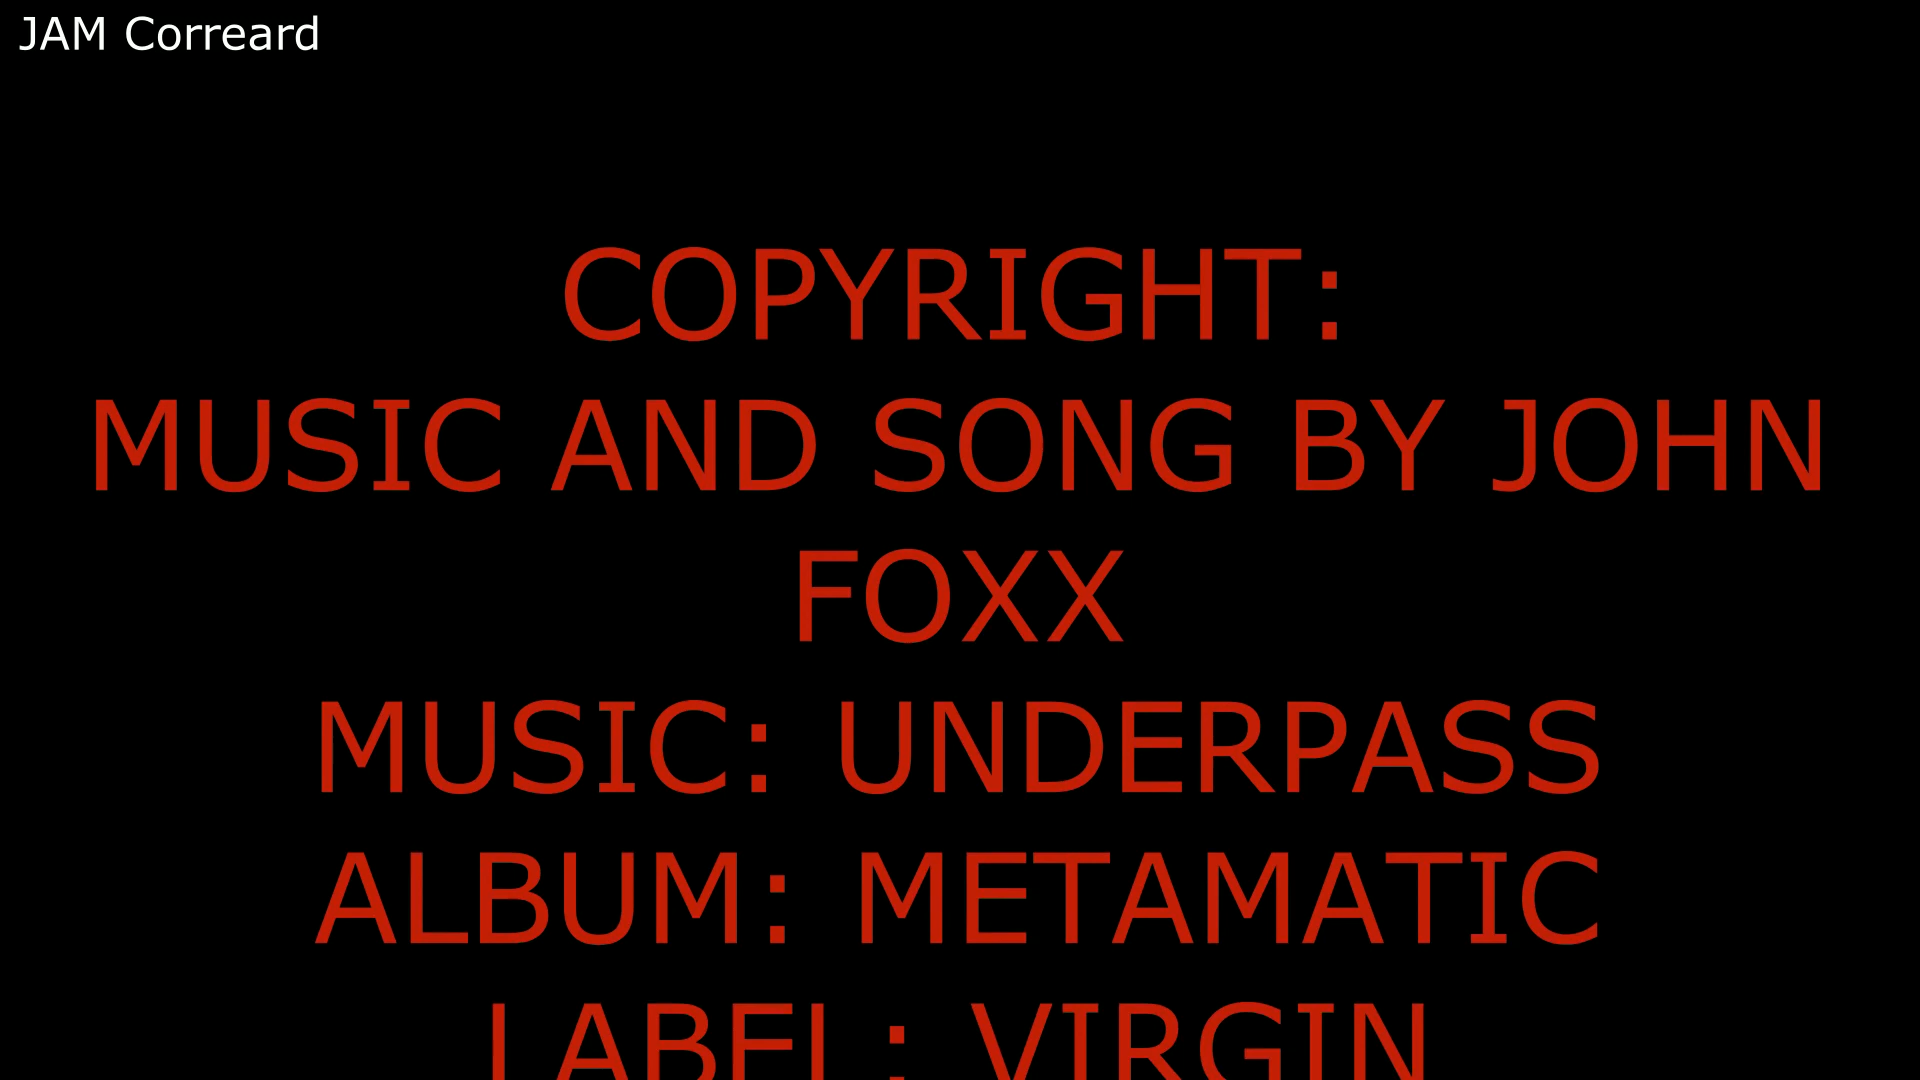 JAM Correard
COPYRIGHT:
MUSIC AND SONG BY JOHN
FOXX
MUSIC: UNDERPASS
ALBUM: METAMATIC
LABEL: VIRGIN